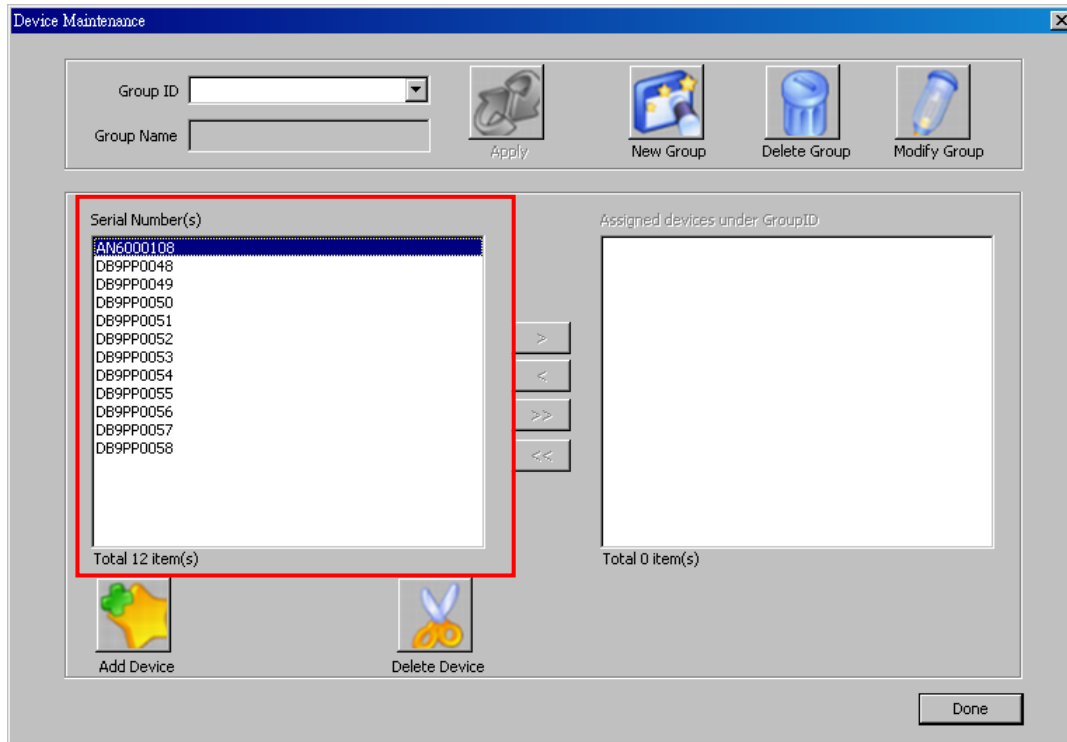 Device Maintenance
Group ID
Group Name
Apply
New Group
Delete Group
Modify Group
Serial Number(s)
AN6000108
DB9PP0048
DB9PP0049
DB9PP0050
DB9PP0051
DB9PP0052
DB9PP0053
DB9PP0054
DB9PP0055
DB9PP0056
DB9PP0057
DB9PP0058
Total 12 item(s)
>
<
>>
<<
Assigned devices under GroupID
Total 0 item(s)
Add Device
Delete Device
Done